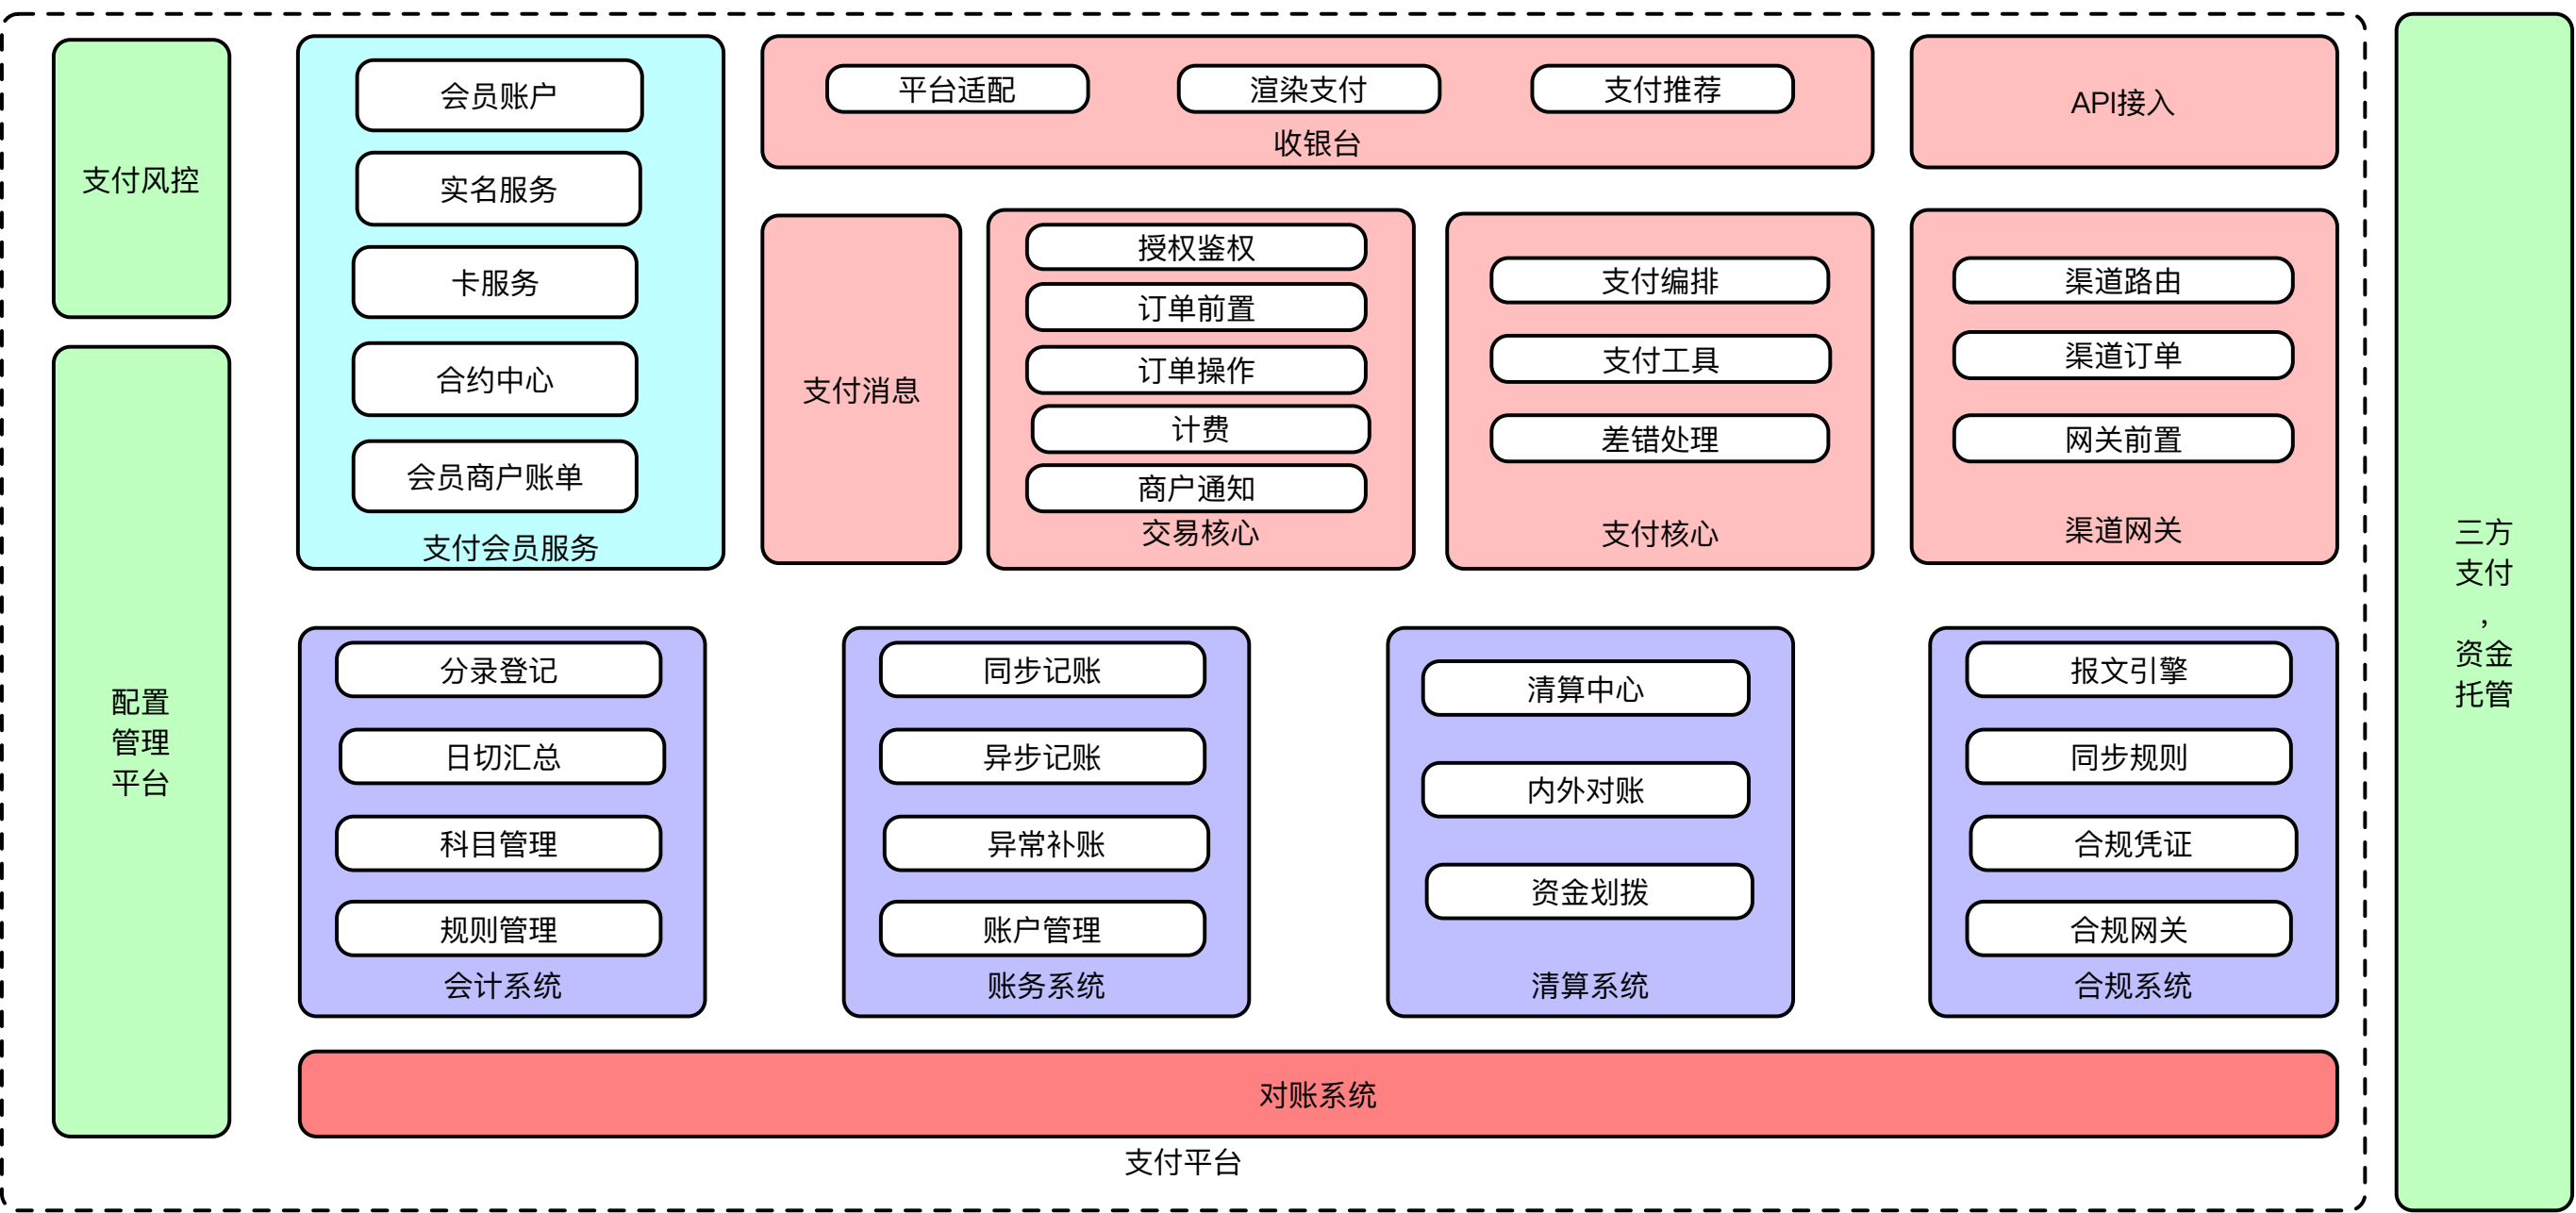 支付风控
配置
管理
平台
会员账户
实名服务
卡服务
合约中心
会员商户账单
支付会员服务
平台适配
渲染支付
支付推荐
收银台
API接入
支付消息
授权鉴权
订单前置
订单操作
计费
商户通知
交易核心
支付编排
支付工具
差错处理
支付核心
渠道路由
渠道订单
网关前置
渠道网关
分录登记
日切汇总
科目管理
规则管理
会计系统
同步记账
异步记账
异常补账
账户管理
账务系统
清算中心
内外对账
资金划拨
清算系统
报文引擎
同步规则
合规凭证
合规网关
合规系统
对账系统
支付平台
三方
支付
，
资金
托管